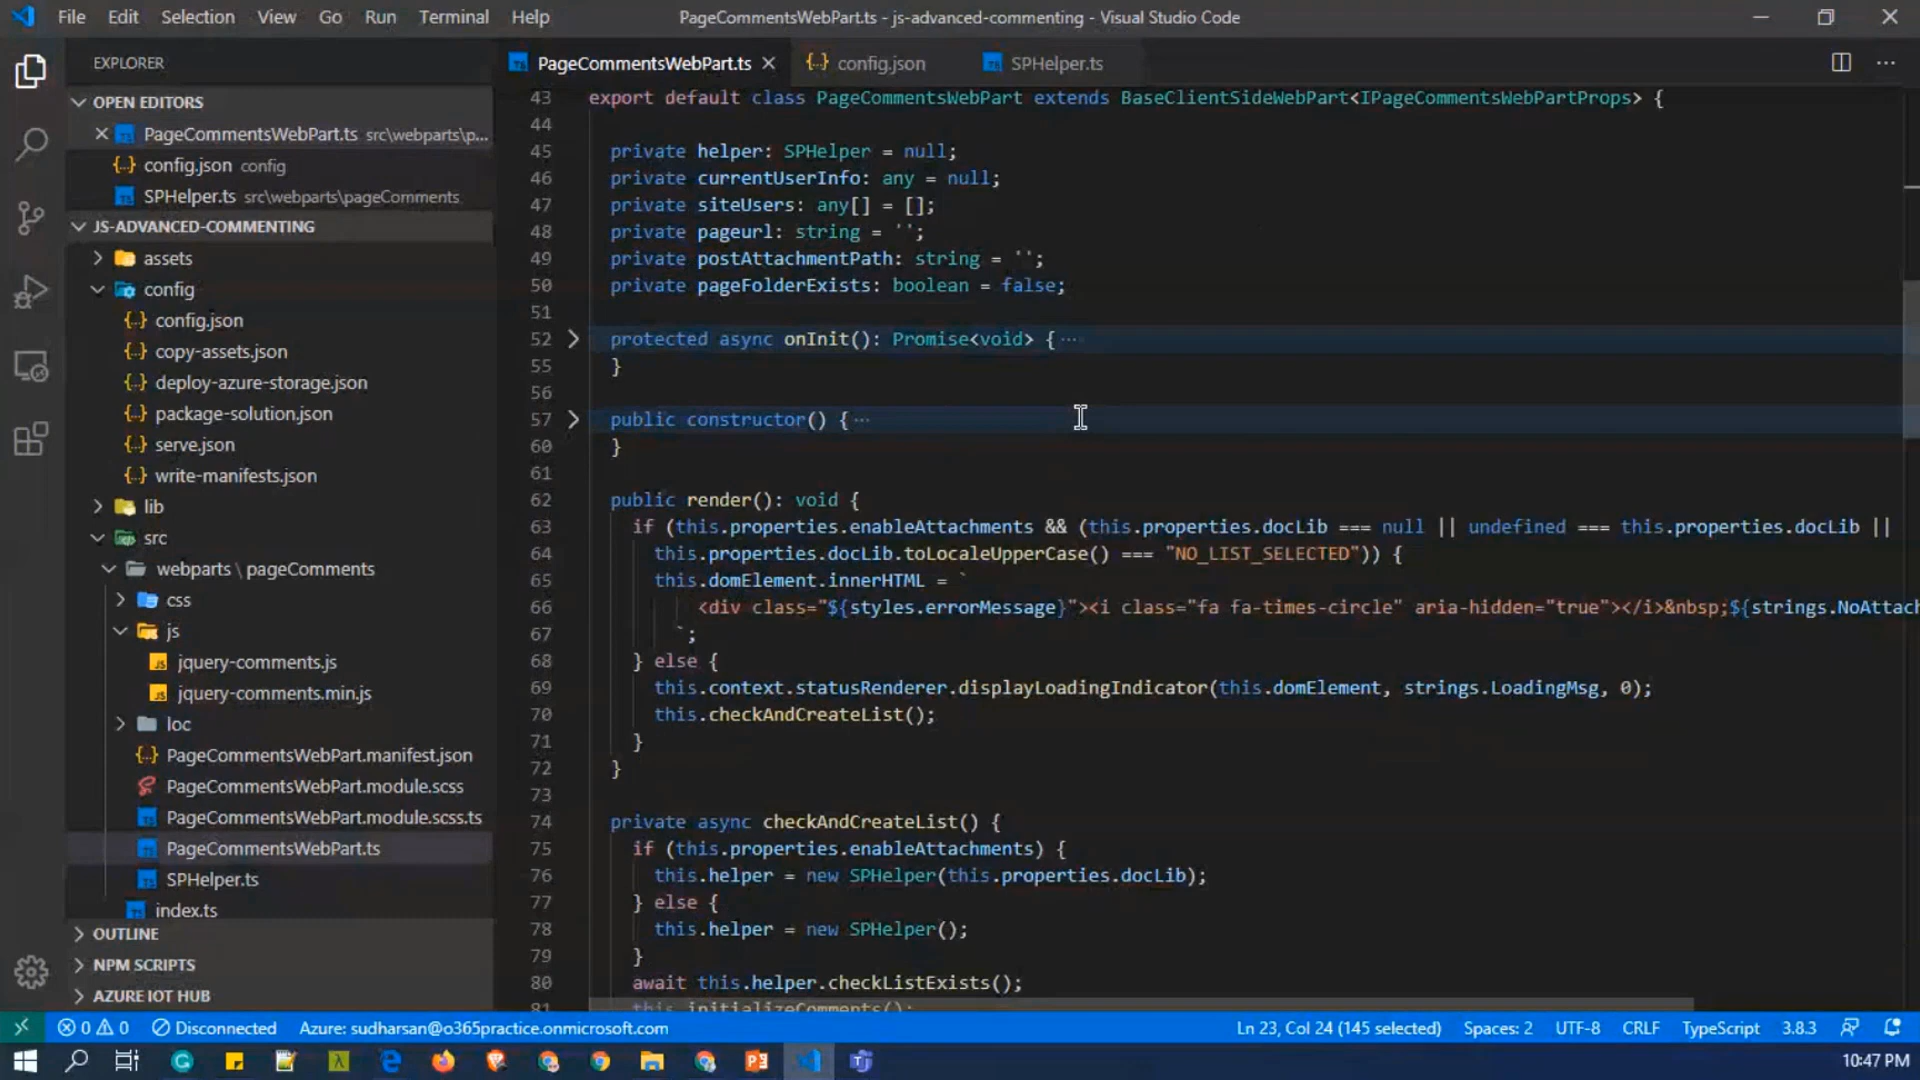 File Edit Selection View Go Run Terminal Help PageCommentsWebPart.ts - js-advanced-commenting - Visual Studio Code
EXPLORER
OPEN EDITORS
PageCommentsWebPart.ts src\webparts\p...
config.json config
SPHelper.ts src\webparts\pageComments
JS-ADVANCED-COMMENTING
assets
config
config.json
copy-assets.json
deploy-azure-storage.json
package-solution.json
serve.json
write-manifests.json
lib
src
webparts \ pageComments
css
js
jquery-comments.js
jquery-comments.min.js
loc
PageCommentsWebPart.manifest.json
PageCommentsWebPart.module.scss
PageCommentsWebPart.module.scss.ts
PageCommentsWebPart.ts
SPHelper.ts
index.ts
OUTLINE
NPM SCRIPTS
AZURE IOT HUB
PageCommentsWebPart.ts config.json SPHelper.ts
43 export default class PageCommentsWebPart extends BaseClientSideWebPart<IPageCommentsWebPartProps> {
44
45 private helper: SPHelper = null;
46 private currentUserInfo: any = null;
47 private siteUsers: any[] = [];
48 private pageurl: string = '';
49 private postAttachmentPath: string = '';
50 private pageFolderExists: boolean = false;
51
52 protected async onInit(): Promise<void> { ...
55 }
56
57 public constructor() { ...
60 }
61
62 public render(): void {
63 if (this.properties.enableAttachments && (this.properties.docLib === null || undefined === this.properties.docLib ||
64 this.properties.docLib.toLocaleUpperCase() === "NO_LIST_SELECTED")) {
65 this.domElement.innerHTML = `
66 <div class="${styles.errorMessage}"><i class="fa fa-times-circle" aria-hidden="true"></i>&nbsp;${strings.NoAttach
67 `;
68 } else {
69 this.context.statusRenderer.displayLoadingIndicator(this.domElement, strings.LoadingMsg, 0);
70 this.checkAndCreateList();
71 }
72 }
73
74 private async checkAndCreateList() {
75 if (this.properties.enableAttachments) {
76 this.helper = new SPHelper(this.properties.docLib);
77 } else {
78 this.helper = new SPHelper();
79 }
80 await this.helper.checkListExists();
81 this.initializeComments();
0 0 Disconnected Azure: sudharsan@o365practice.onmicrosoft.com Ln 23, Col 24 (145 selected) Spaces: 2 UTF-8 CRLF TypeScript 3.8.3
10:47 PM